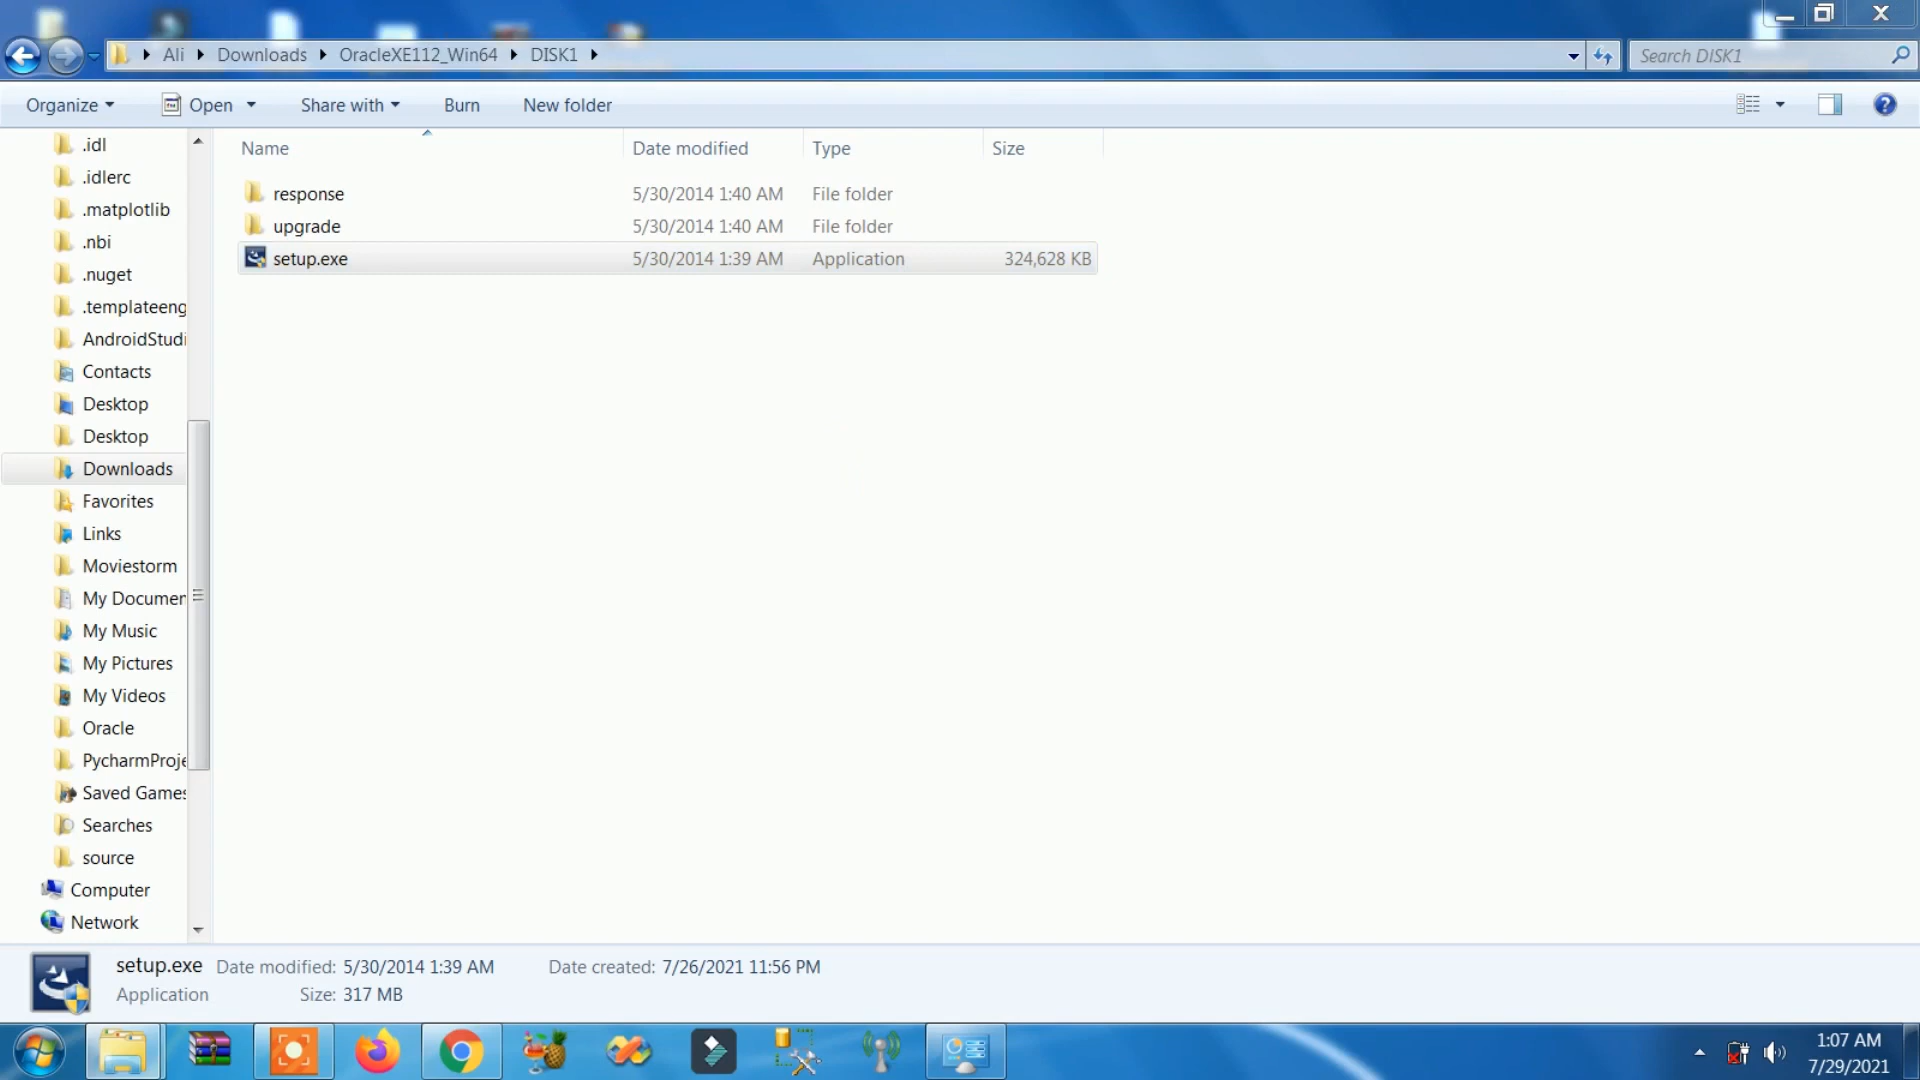 Ali Downloads OracleXE112_Win64 DISK1
Search DISK1
Organize Open Share with Burn New folder
.idl
.idlerc
.matplotlib
.nbi
.nuget
.templateeng
AndroidStudi
Contacts
Desktop
Desktop
Downloads
Favorites
Links
Moviestorm
My Documen
My Music
My Pictures
My Videos
Oracle
PycharmProje
Saved Games
Searches
source
Computer
Network
Name Date modified Type Size
response 5/30/2014 1:40 AM File folder
upgrade 5/30/2014 1:40 AM File folder
setup.exe 5/30/2014 1:39 AM Application 324,628 KB
setup.exe Date modified: 5/30/2014 1:39 AM Date created: 7/26/2021 11:56 PM
Application Size: 317 MB
1:07 AM
7/29/2021